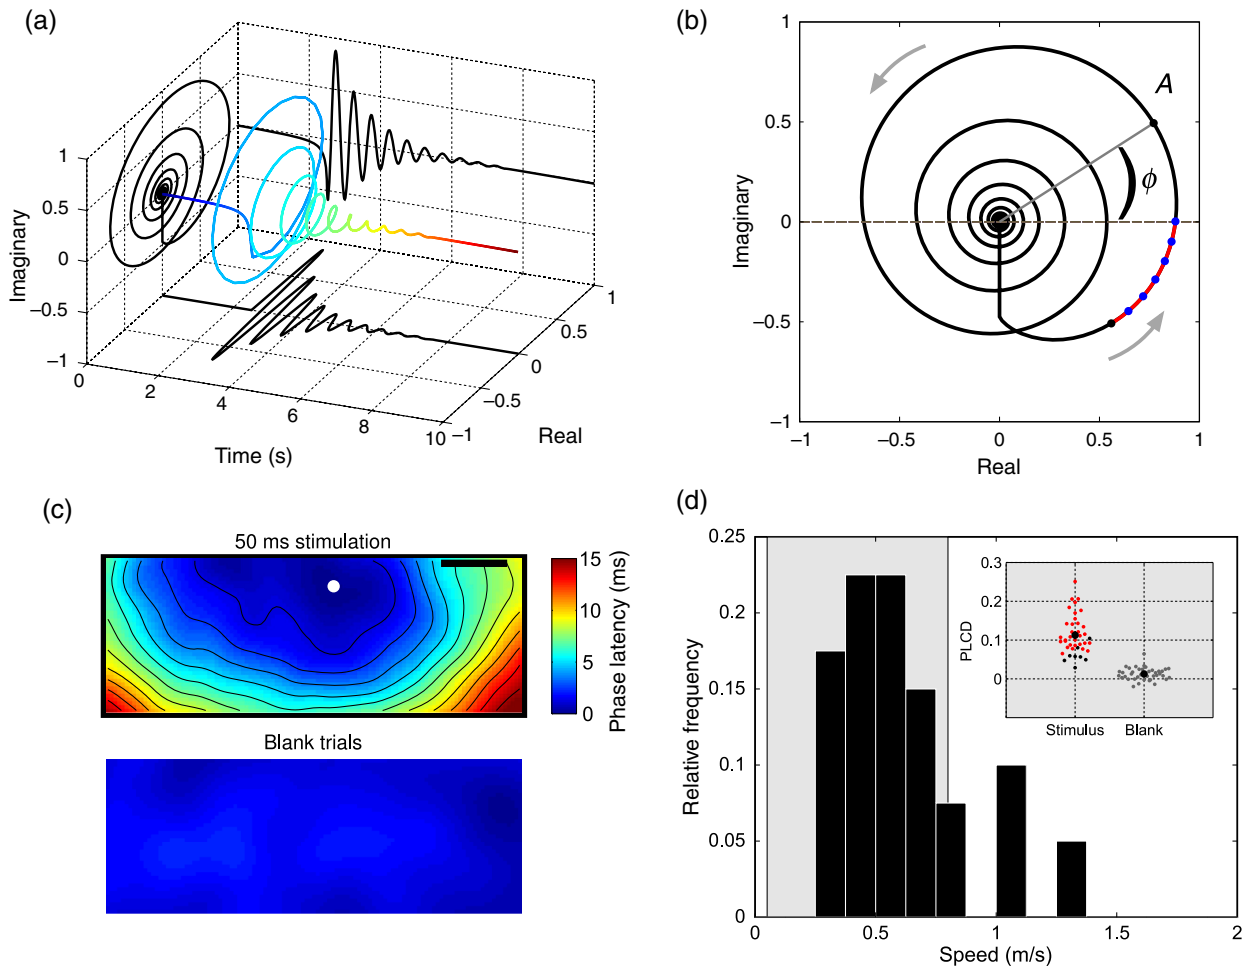 (a)
1
0.5
0
−0.5
−1
Imaginary
0
2
4
6
8
10
Time (s)
−1
−0.5
0
0.5
1
Real
(b)
1
0.5
0
−0.5
−1
Imaginary
A
ϕ
−1
−0.5
0
0.5
1
Real
(c)
50 ms stimulation
15
10
5
0
Phase latency (ms)
Blank trials
(d)
0.25
0.2
0.15
0.1
0.05
0
Relative frequency
0
0.5
1
1.5
2
Speed (m/s)
0.3
0.2
0.1
0
PLCD
Stimulus
Blank